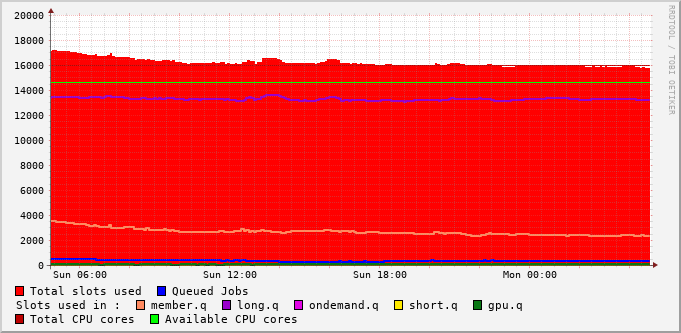 20000
18000
16000
14000
12000
10000
8000
6000
4000
2000
0
Sun 06:00 Sun 12:00 Sun 18:00 Mon 00:00
RRDTOOL / TOBI OETIKER
Total slots used Queued Jobs
Slots used in : member.q long.q ondemand.q short.q gpu.q
Total CPU cores Available CPU cores